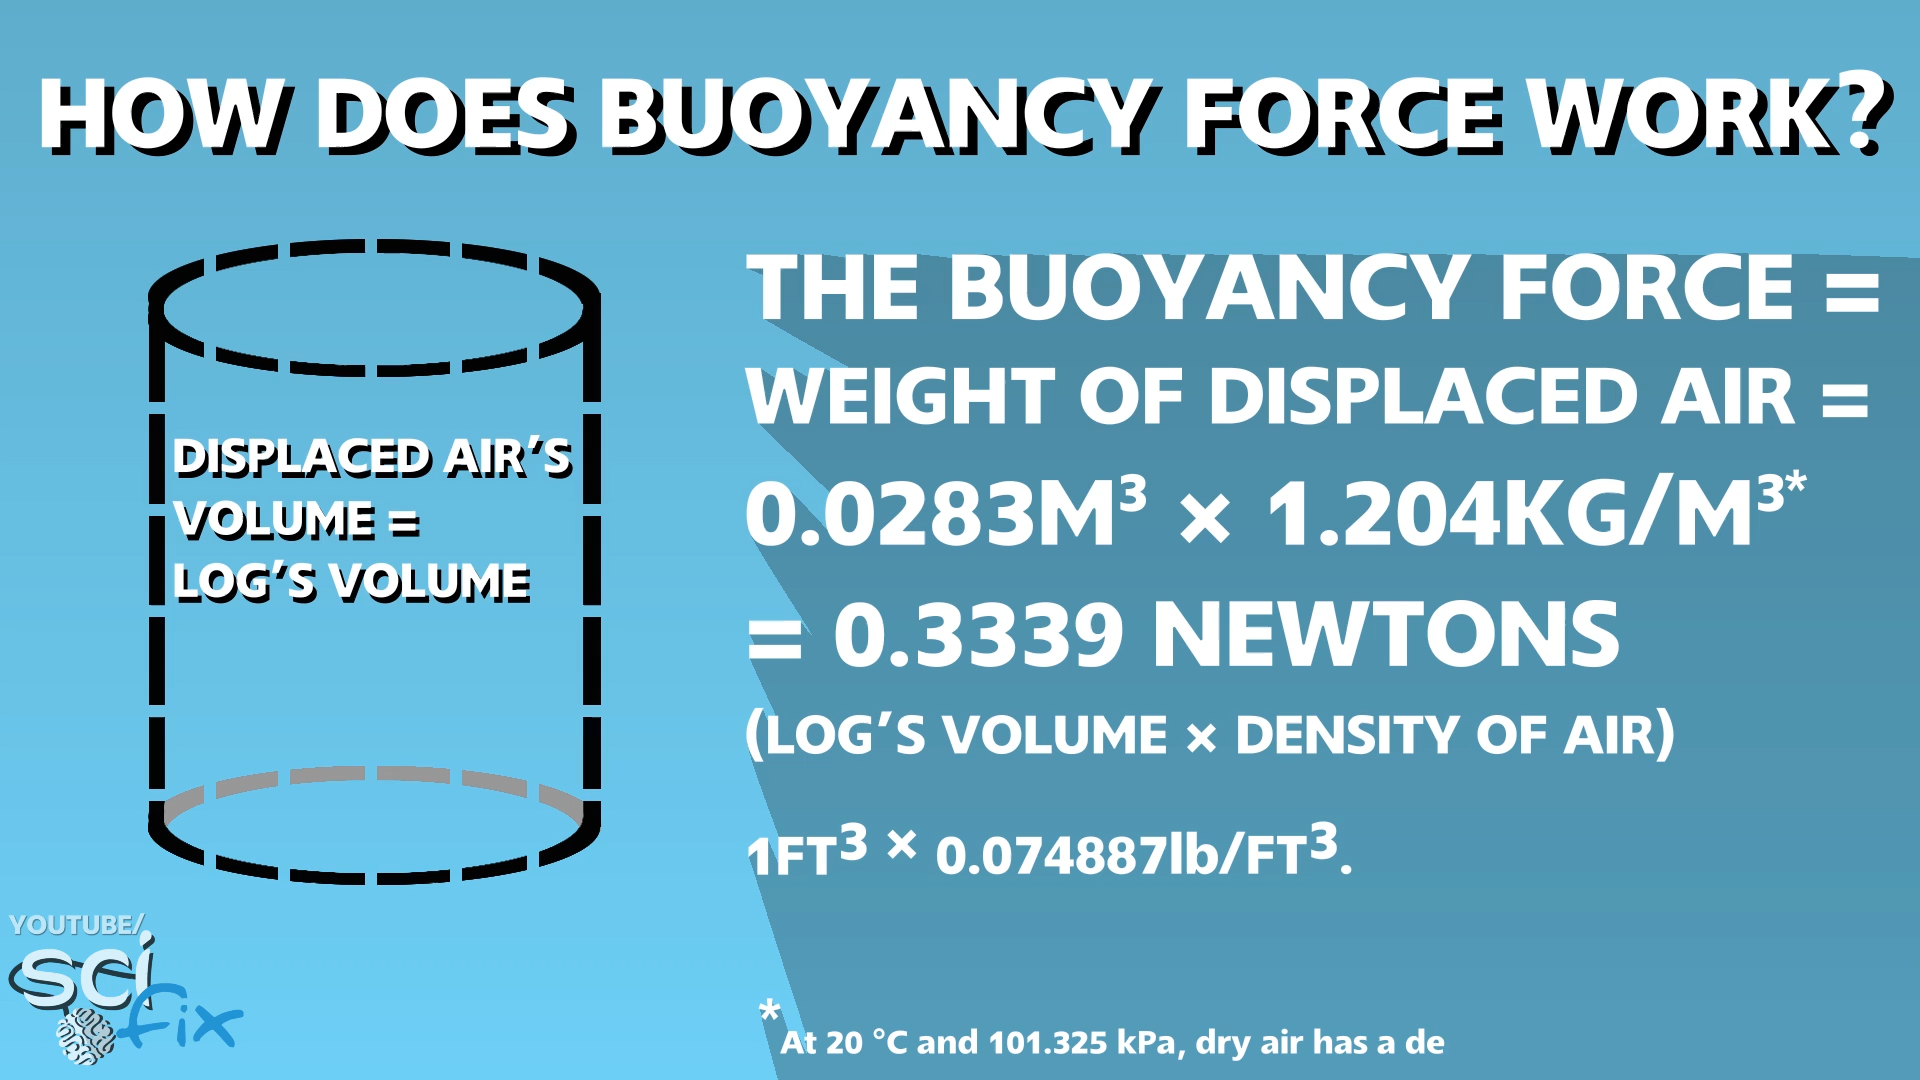 HOW DOES BUOYANCY FORCE WORK?
DISPLACED AIR’S
VOLUME =
LOG’S VOLUME
THE BUOYANCY FORCE =
WEIGHT OF DISPLACED AIR =
0.0283M³ × 1.204KG/M³*
= 0.3339 NEWTONS
(LOG’S VOLUME × DENSITY OF AIR)
1FT³ × 0.074887lb/FT³.
*At 20 °C and 101.325 kPa, dry air has a de
YOUTUBE/
sci
fix